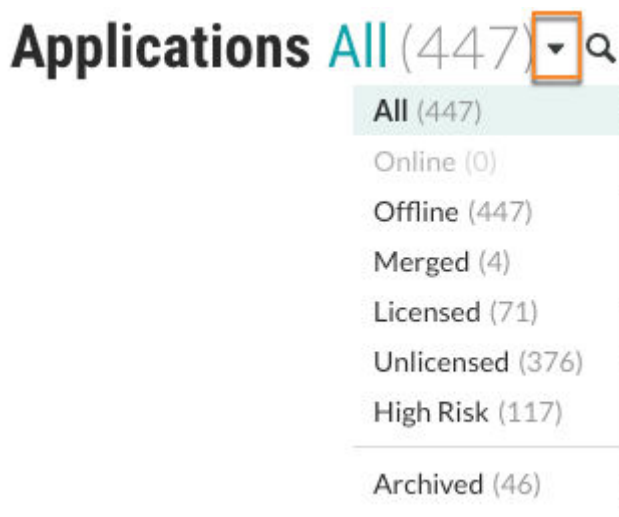 Applications All (447)
All (447)
Online (0)
Offline (447)
Merged (4)
Licensed (71)
Unlicensed (376)
High Risk (117)
Archived (46)